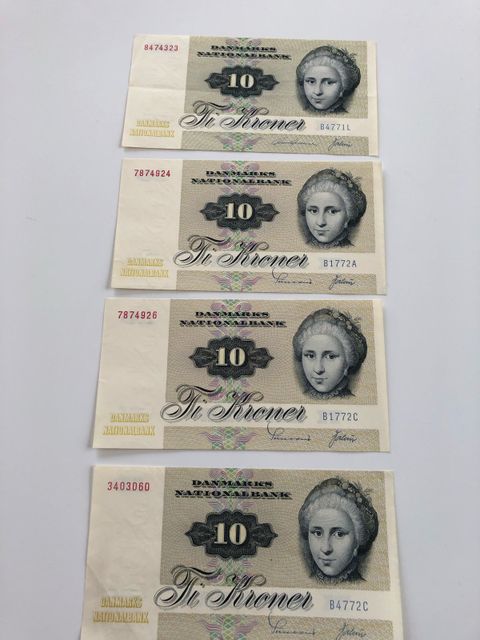 8474323
DANMARKS
NATIONALBANK
10
DANMARKS
NATIONALBANK
Ti Kroner
B4771L
7874924
DANMARKS
NATIONALBANK
10
DANMARKS
NATIONALBANK
Ti Kroner
B1772A
7874926
DANMARKS
NATIONALBANK
10
DANMARKS
NATIONALBANK
Ti Kroner
B1772C
3403060
DANMARKS
NATIONALBANK
10
DANMARKS
NATIONALBANK
Ti Kroner
B4772C